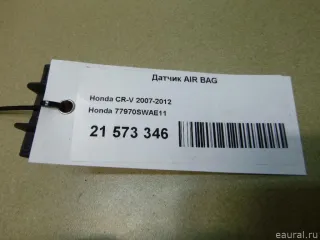 Датчик AIR BAG
Honda CR-V 2007-2012
Honda 77970SWAE11
21 573 346
eaural.ru/